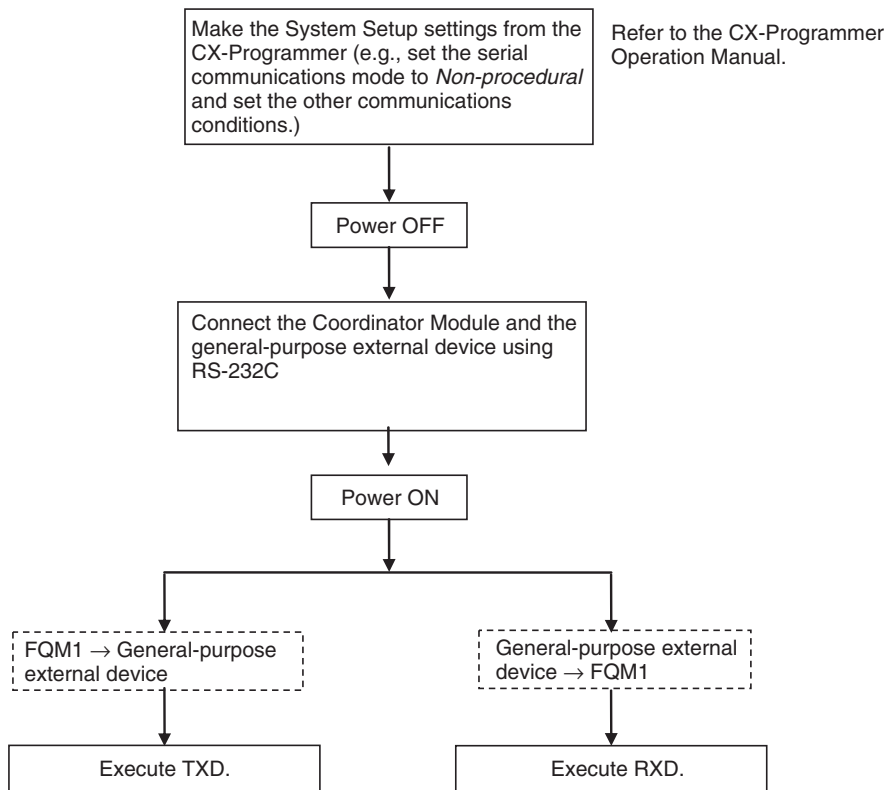 Make the System Setup settings from the
CX-Programmer (e.g., set the serial
communications mode to Non-procedural
and set the other communications
conditions.)
Refer to the CX-Programmer
Operation Manual.
Power OFF
Connect the Coordinator Module and the
general-purpose external device using
RS-232C
Power ON
FQM1 → General-purpose
external device
General-purpose external
device → FQM1
Execute TXD.
Execute RXD.